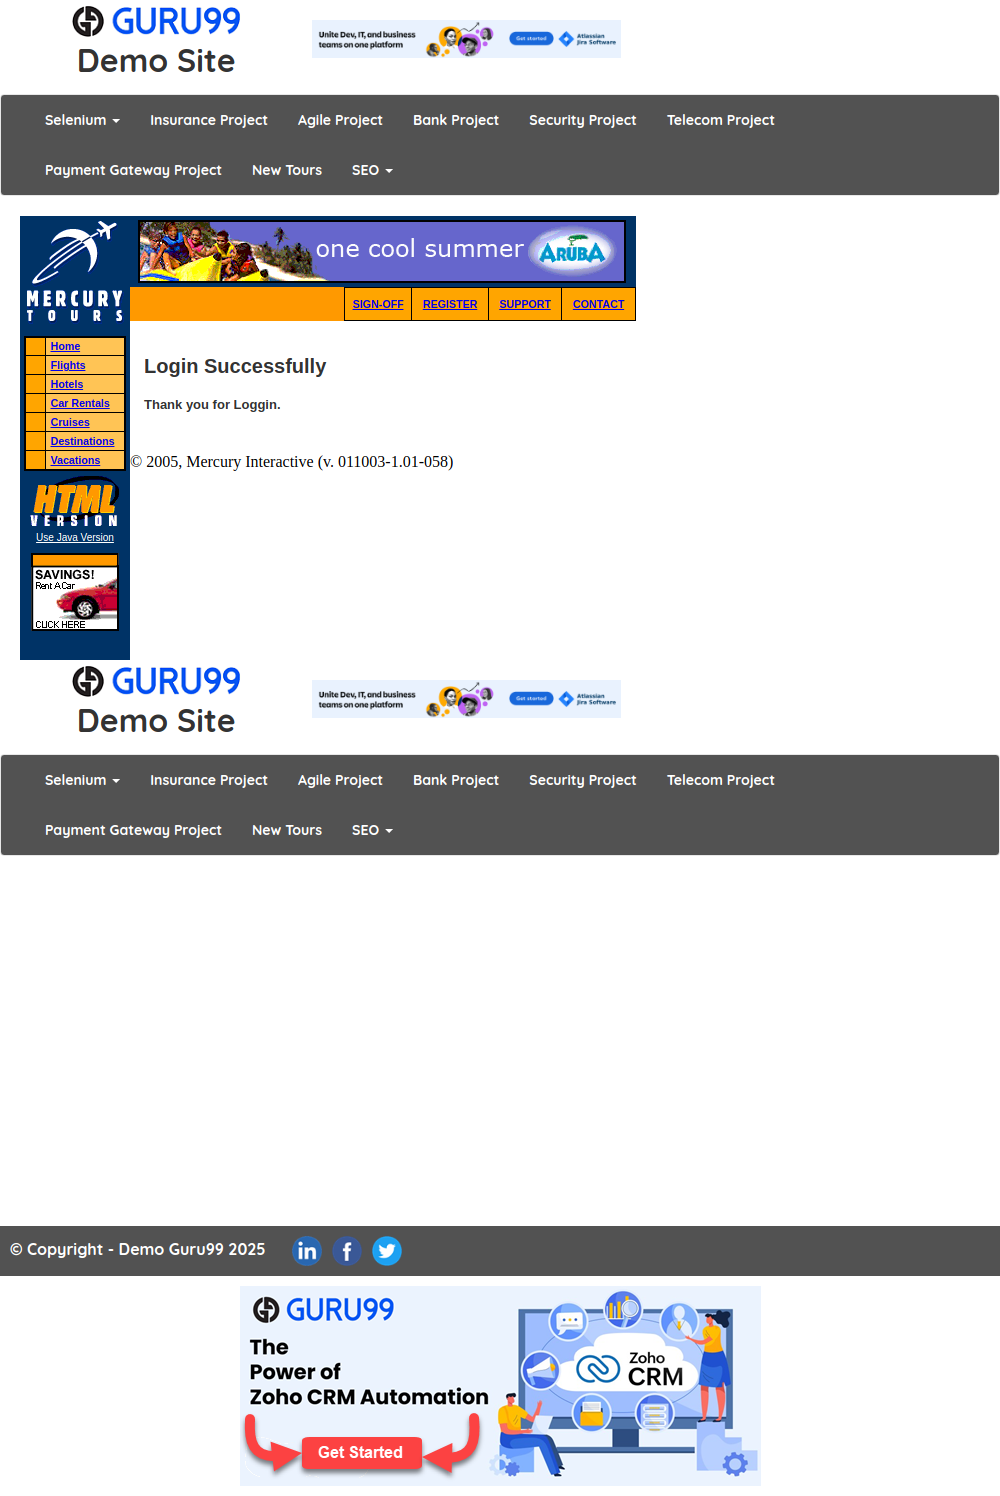 GURU99
Demo Site
Unite Dev, IT, and business
teams on one platform
Get started
Atlassian
Jira Software
Selenium Insurance Project Agile Project Bank Project Security Project Telecom Project
Payment Gateway Project New Tours SEO
one cool summer ARUBA
MERCURY
TOURS
SIGN-OFF REGISTER SUPPORT CONTACT
Home
Flights
Hotels
Car Rentals
Cruises
Destinations
Vacations
Login Successfully
Thank you for Loggin.
© 2005, Mercury Interactive (v. 011003-1.01-058)
HTML
VERSION
Use Java Version
SAVINGS!
Rent A Car
CLICK HERE
GURU99
Demo Site
Unite Dev, IT, and business
teams on one platform
Get started
Atlassian
Jira Software
Selenium Insurance Project Agile Project Bank Project Security Project Telecom Project
Payment Gateway Project New Tours SEO
© Copyright - Demo Guru99 2025
GURU99
The
Power of
Zoho CRM Automation
Get Started
Zoho
CRM